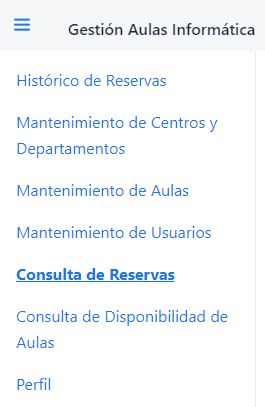 Gestión Aulas Informática
Histórico de Reservas
Mantenimiento de Centros y
Departamentos
Mantenimiento de Aulas
Mantenimiento de Usuarios
Consulta de Reservas
Consulta de Disponibilidad de
Aulas
Perfil